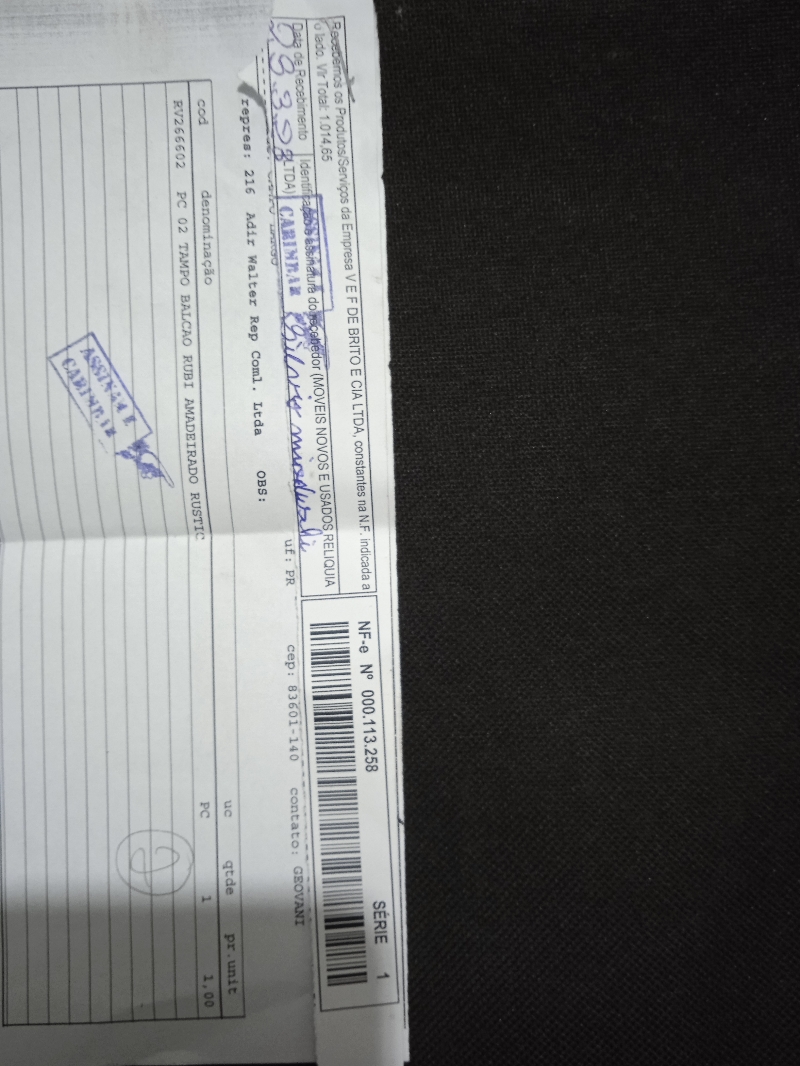 Recebemos os Produtos/Serviços da Empresa V E F DE BRITO E CIA LTDA, constantes na N.F. indicada a
o lado. Vlr Total: 1.014,65
NF-e Nº 000.113.258 SÉRIE 1
Data de Recebimento
Identificação e assinatura do recebedor (MOVEIS NOVOS E USADOS RELIQUIA
LTDA)
ASSINAR E
CARIMBAR
uf: PR cep: 83601-140 contato: GEOVANI
repres: 216 Adir Walter Rep Coml. Ltda OBS:
cod denominação uc qtde pr.unit
RV266602 PC 02 TAMPO BALCAO RUBI AMADEIRADO RUSTIC PC 1 1,00
ASSINAR E
CARIMBAR